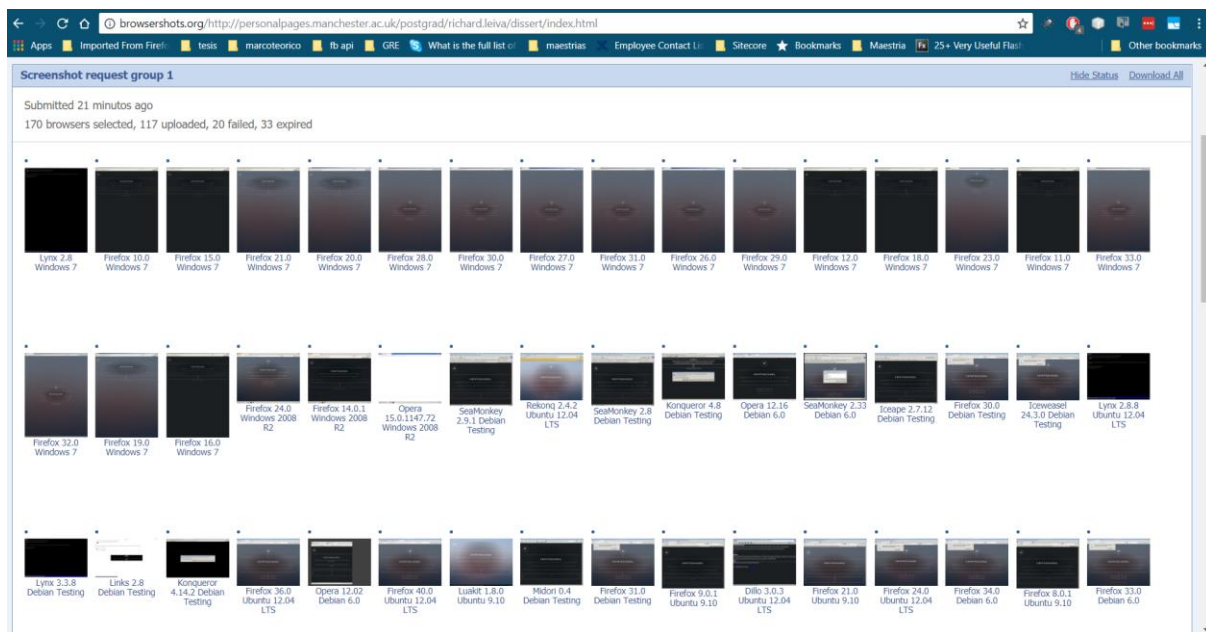 browsershots.org/http://personalpages.manchester.ac.uk/postgrad/richard.leiva/dissert/index.html
Apps Imported From Firefo tesis marcoteorico fb api GRE What is the full list of maestrias Employee Contact Lis Sitecore Bookmarks Maestria Fx 25+ Very Useful Flash Other bookmarks
Screenshot request group 1 Hide Status Download All
Submitted 21 minutos ago
170 browsers selected, 117 uploaded, 20 failed, 33 expired
Lynx 2.8 Windows 7
Firefox 10.0 Windows 7
Firefox 15.0 Windows 7
Firefox 21.0 Windows 7
Firefox 20.0 Windows 7
Firefox 28.0 Windows 7
Firefox 30.0 Windows 7
Firefox 27.0 Windows 7
Firefox 31.0 Windows 7
Firefox 26.0 Windows 7
Firefox 29.0 Windows 7
Firefox 12.0 Windows 7
Firefox 18.0 Windows 7
Firefox 23.0 Windows 7
Firefox 11.0 Windows 7
Firefox 33.0 Windows 7
Firefox 32.0 Windows 7
Firefox 19.0 Windows 7
Firefox 16.0 Windows 7
Firefox 24.0 Windows 2008 R2
Firefox 14.0.1 Windows 2008 R2
Opera 15.0.1147.72 Windows 2008 R2
SeaMonkey 2.9.1 Debian Testing
Rekonq 2.4.2 Ubuntu 12.04 LTS
SeaMonkey 2.8 Debian Testing
Konqueror 4.8 Debian Testing
Opera 12.16 Debian 6.0
SeaMonkey 2.33 Debian 6.0
Iceape 2.7.12 Debian Testing
Firefox 30.0 Debian Testing
Iceweasel 24.3.0 Debian Testing
Lynx 2.8.8 Ubuntu 12.04 LTS
Lynx 3.3.8 Debian Testing
Links 2.8 Debian Testing
Konqueror 4.14.2 Debian Testing
Firefox 36.0 Ubuntu 12.04 LTS
Opera 12.02 Debian 6.0
Firefox 40.0 Ubuntu 12.04 LTS
Luakit 1.8.0 Ubuntu 9.10
Midori 0.4 Debian Testing
Firefox 31.0 Debian Testing
Firefox 9.0.1 Ubuntu 9.10
Dillo 3.0.3 Ubuntu 12.04 LTS
Firefox 21.0 Ubuntu 9.10
Firefox 24.0 Ubuntu 12.04 LTS
Firefox 34.0 Debian 6.0
Firefox 8.0.1 Ubuntu 9.10
Firefox 33.0 Debian 6.0